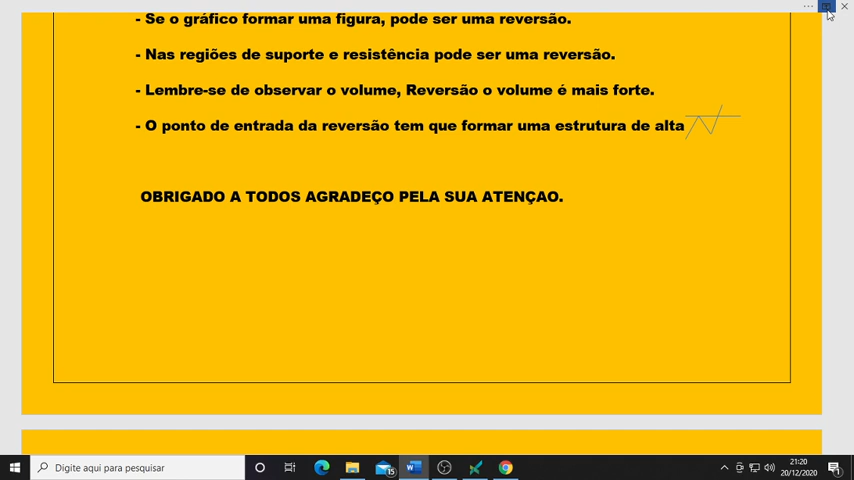 - Se o gráfico formar uma figura, pode ser uma reversão.
- Nas regiões de suporte e resistência pode ser uma reversão.
- Lembre-se de observar o volume, Reversão o volume é mais forte.
- O ponto de entrada da reversão tem que formar uma estrutura de alta
OBRIGADO A TODOS AGRADEÇO PELA SUA ATENÇAO.
Digite aqui para pesquisar
15
21:20
20/12/2020
1